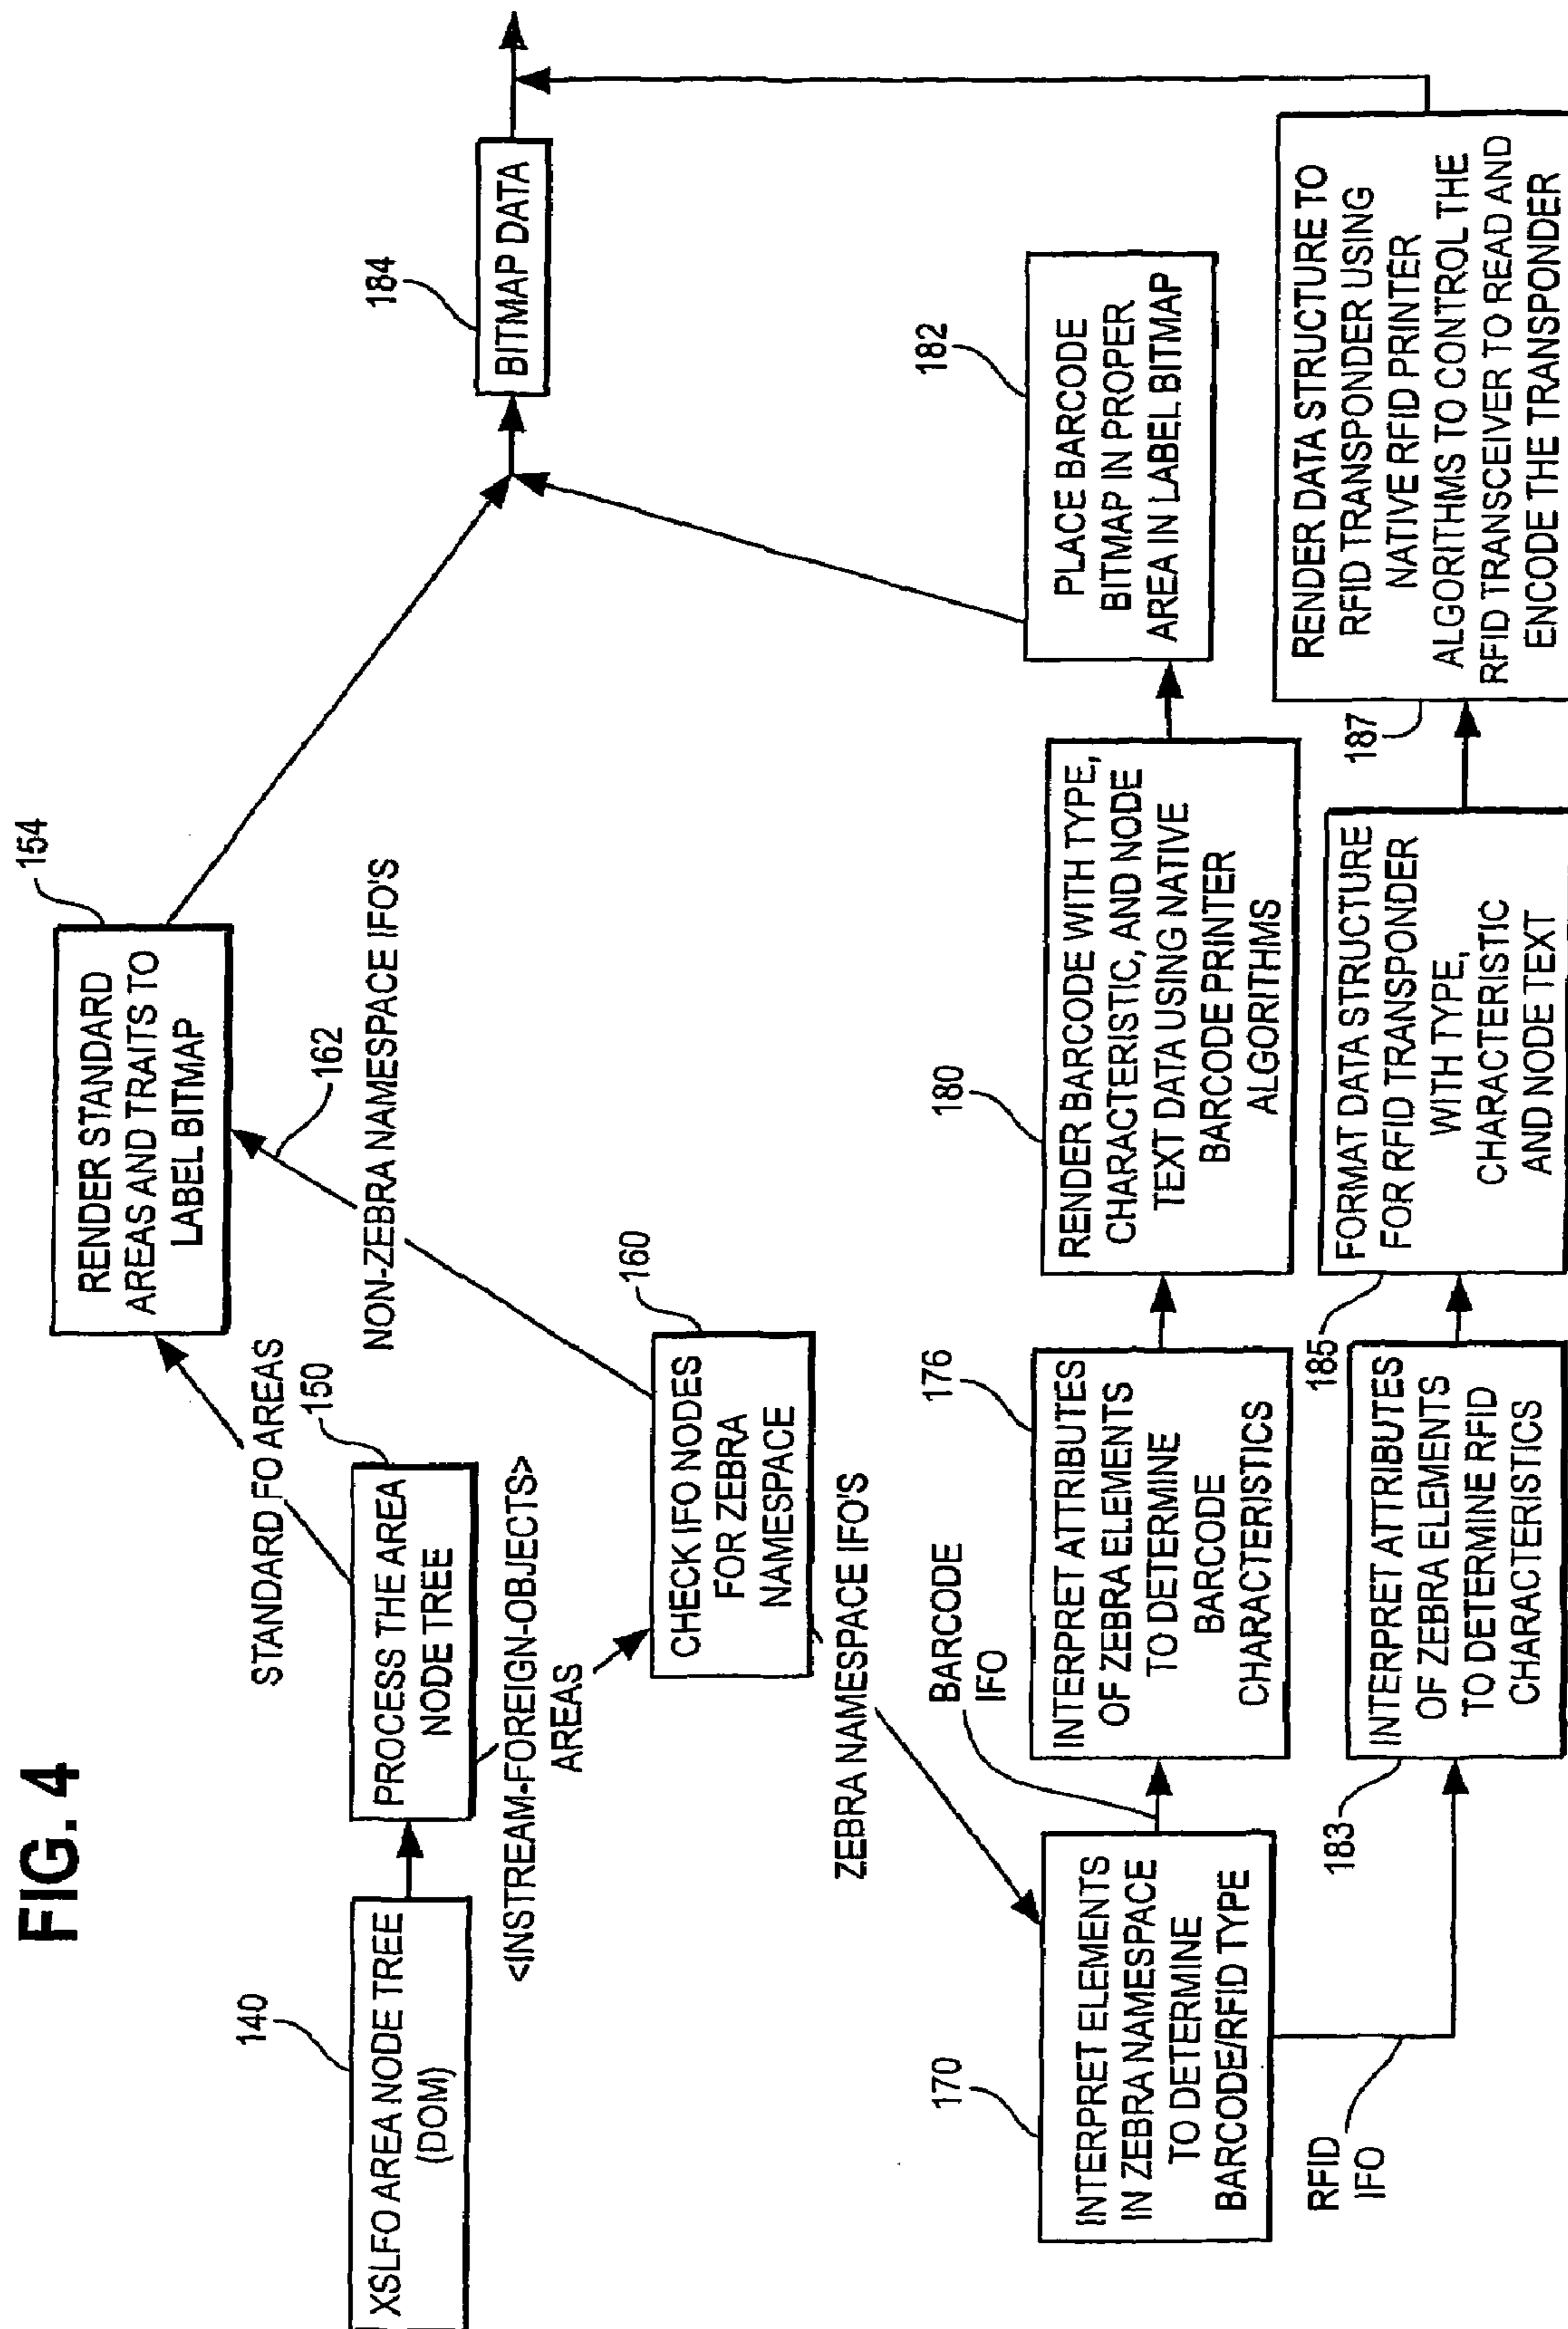 FIG. 4
140
XSLFO AREA NODE TREE
(DOM)
150
PROCESS THE AREA
NODE TREE
STANDARD FO AREAS
154
RENDER STANDARD
AREAS AND TRAITS TO
LABEL BITMAP
<INSTREAM-FOREIGN-OBJECTS>
AREAS
160
CHECK IFO NODES
FOR ZEBRA
NAMESPACE
162
NON-ZEBRA NAMESPACE IFO'S
ZEBRA NAMESPACE IFO'S
170
INTERPRET ELEMENTS
IN ZEBRA NAMESPACE
TO DETERMINE
BARCODE/RFID TYPE
BARCODE
IFO
176
INTERPRET ATTRIBUTES
OF ZEBRA ELEMENTS
TO DETERMINE
BARCODE
CHARACTERISTICS
180
RENDER BARCODE WITH TYPE,
CHARACTERISTIC, AND NODE
TEXT DATA USING NATIVE
BARCODE PRINTER
ALGORITHMS
182
PLACE BARCODE
BITMAP IN PROPER
AREA IN LABEL BITMAP
184
BITMAP DATA
RFID
IFO
183
INTERPRET ATTRIBUTES
OF ZEBRA ELEMENTS
TO DETERMINE RFID
CHARACTERISTICS
185
FORMAT DATA STRUCTURE
FOR RFID TRANSPONDER
WITH TYPE,
CHARACTERISTIC
AND NODE TEXT
187
RENDER DATA STRUCTURE TO
RFID TRANSPONDER USING
NATIVE RFID PRINTER
ALGORITHMS TO CONTROL THE
RFID TRANSCEIVER TO READ AND
ENCODE THE TRANSPONDER